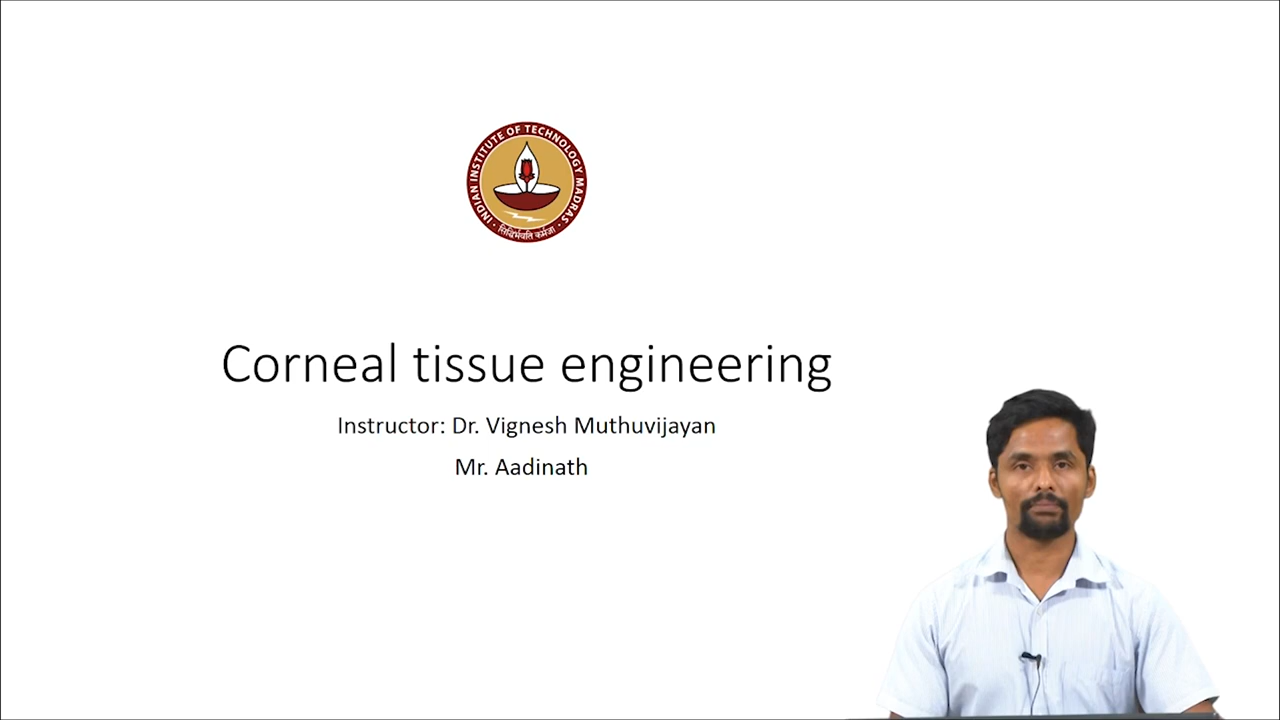 INDIAN INSTITUTE OF TECHNOLOGY MADRAS
सिद्धिर्भवति कर्मजा
Corneal tissue engineering
Instructor: Dr. Vignesh Muthuvijayan
Mr. Aadinath